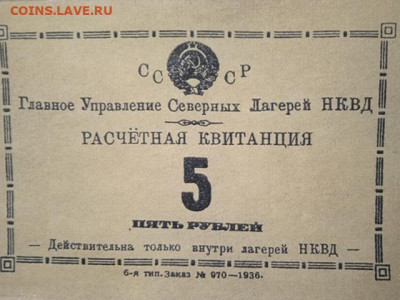 COINS.LAVE.RU
СССР
Главное Управление Северных Лагерей НКВД
РАСЧЁТНАЯ КВИТАНЦИЯ
5
ПЯТЬ РУБЛЕЙ
— Действительна только внутри лагерей НКВД —
6-я тип. Заказ № 970—1936.